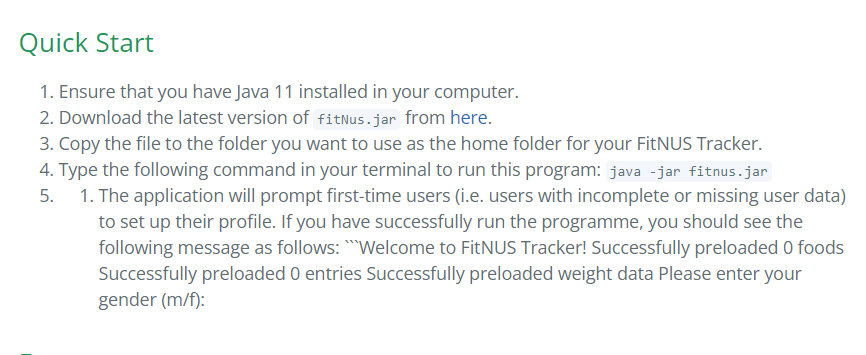 Quick Start
1. Ensure that you have Java 11 installed in your computer.
2. Download the latest version of fitNus.jar from here.
3. Copy the file to the folder you want to use as the home folder for your FitNUS Tracker.
4. Type the following command in your terminal to run this program: java -jar fitnus.jar
5. 1. The application will prompt first-time users (i.e. users with incomplete or missing user data)
to set up their profile. If you have successfully run the programme, you should see the
following message as follows: ```Welcome to FitNUS Tracker! Successfully preloaded 0 foods
Successfully preloaded 0 entries Successfully preloaded weight data Please enter your
gender (m/f):